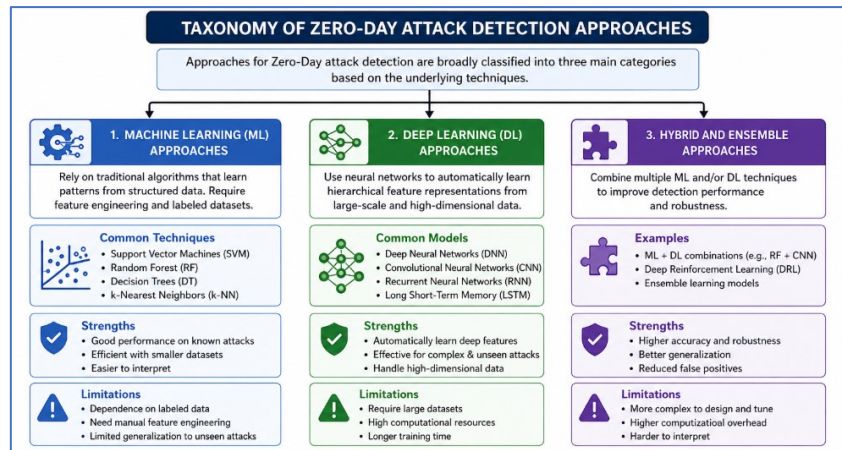 TAXONOMY OF ZERO-DAY ATTACK DETECTION APPROACHES
Approaches for Zero-Day attack detection are broadly classified into three main categories
based on the underlying techniques.
1. MACHINE LEARNING (ML)
APPROACHES
Rely on traditional algorithms that learn
patterns from structured data. Require
feature engineering and labeled datasets.
Common Techniques
• Support Vector Machines (SVM)
• Random Forest (RF)
• Decision Trees (DT)
• k-Nearest Neighbors (k-NN)
Strengths
• Good performance on known attacks
• Efficient with smaller datasets
• Easier to interpret
Limitations
• Dependence on labeled data
• Need manual feature engineering
• Limited generalization to unseen attacks
2. DEEP LEARNING (DL)
APPROACHES
Use neural networks to automatically learn
hierarchical feature representations from
large-scale and high-dimensional data.
Common Models
• Deep Neural Networks (DNN)
• Convolutional Neural Networks (CNN)
• Recurrent Neural Networks (RNN)
• Long Short-Term Memory (LSTM)
Strengths
• Automatically learn deep features
• Effective for complex & unseen attacks
• Handle high-dimensional data
Limitations
• Require large datasets
• High computational resources
• Longer training time
3. HYBRID AND ENSEMBLE
APPROACHES
Combine multiple ML and/or DL techniques
to improve detection performance
and robustness.
Examples
• ML + DL combinations (e.g., RF + CNN)
• Deep Reinforcement Learning (DRL)
• Ensemble learning models
Strengths
• Higher accuracy and robustness
• Better generalization
• Reduced false positives
Limitations
• More complex to design and tune
• Higher computizatioal overhead
• Harder to interpret